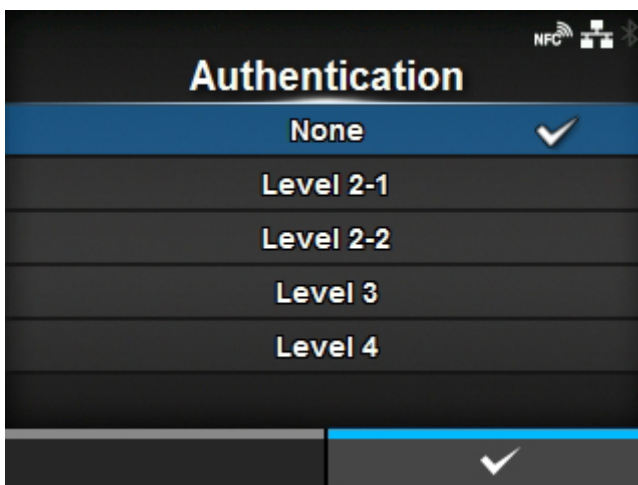 NFC
Authentication
None
Level 2-1
Level 2-2
Level 3
Level 4